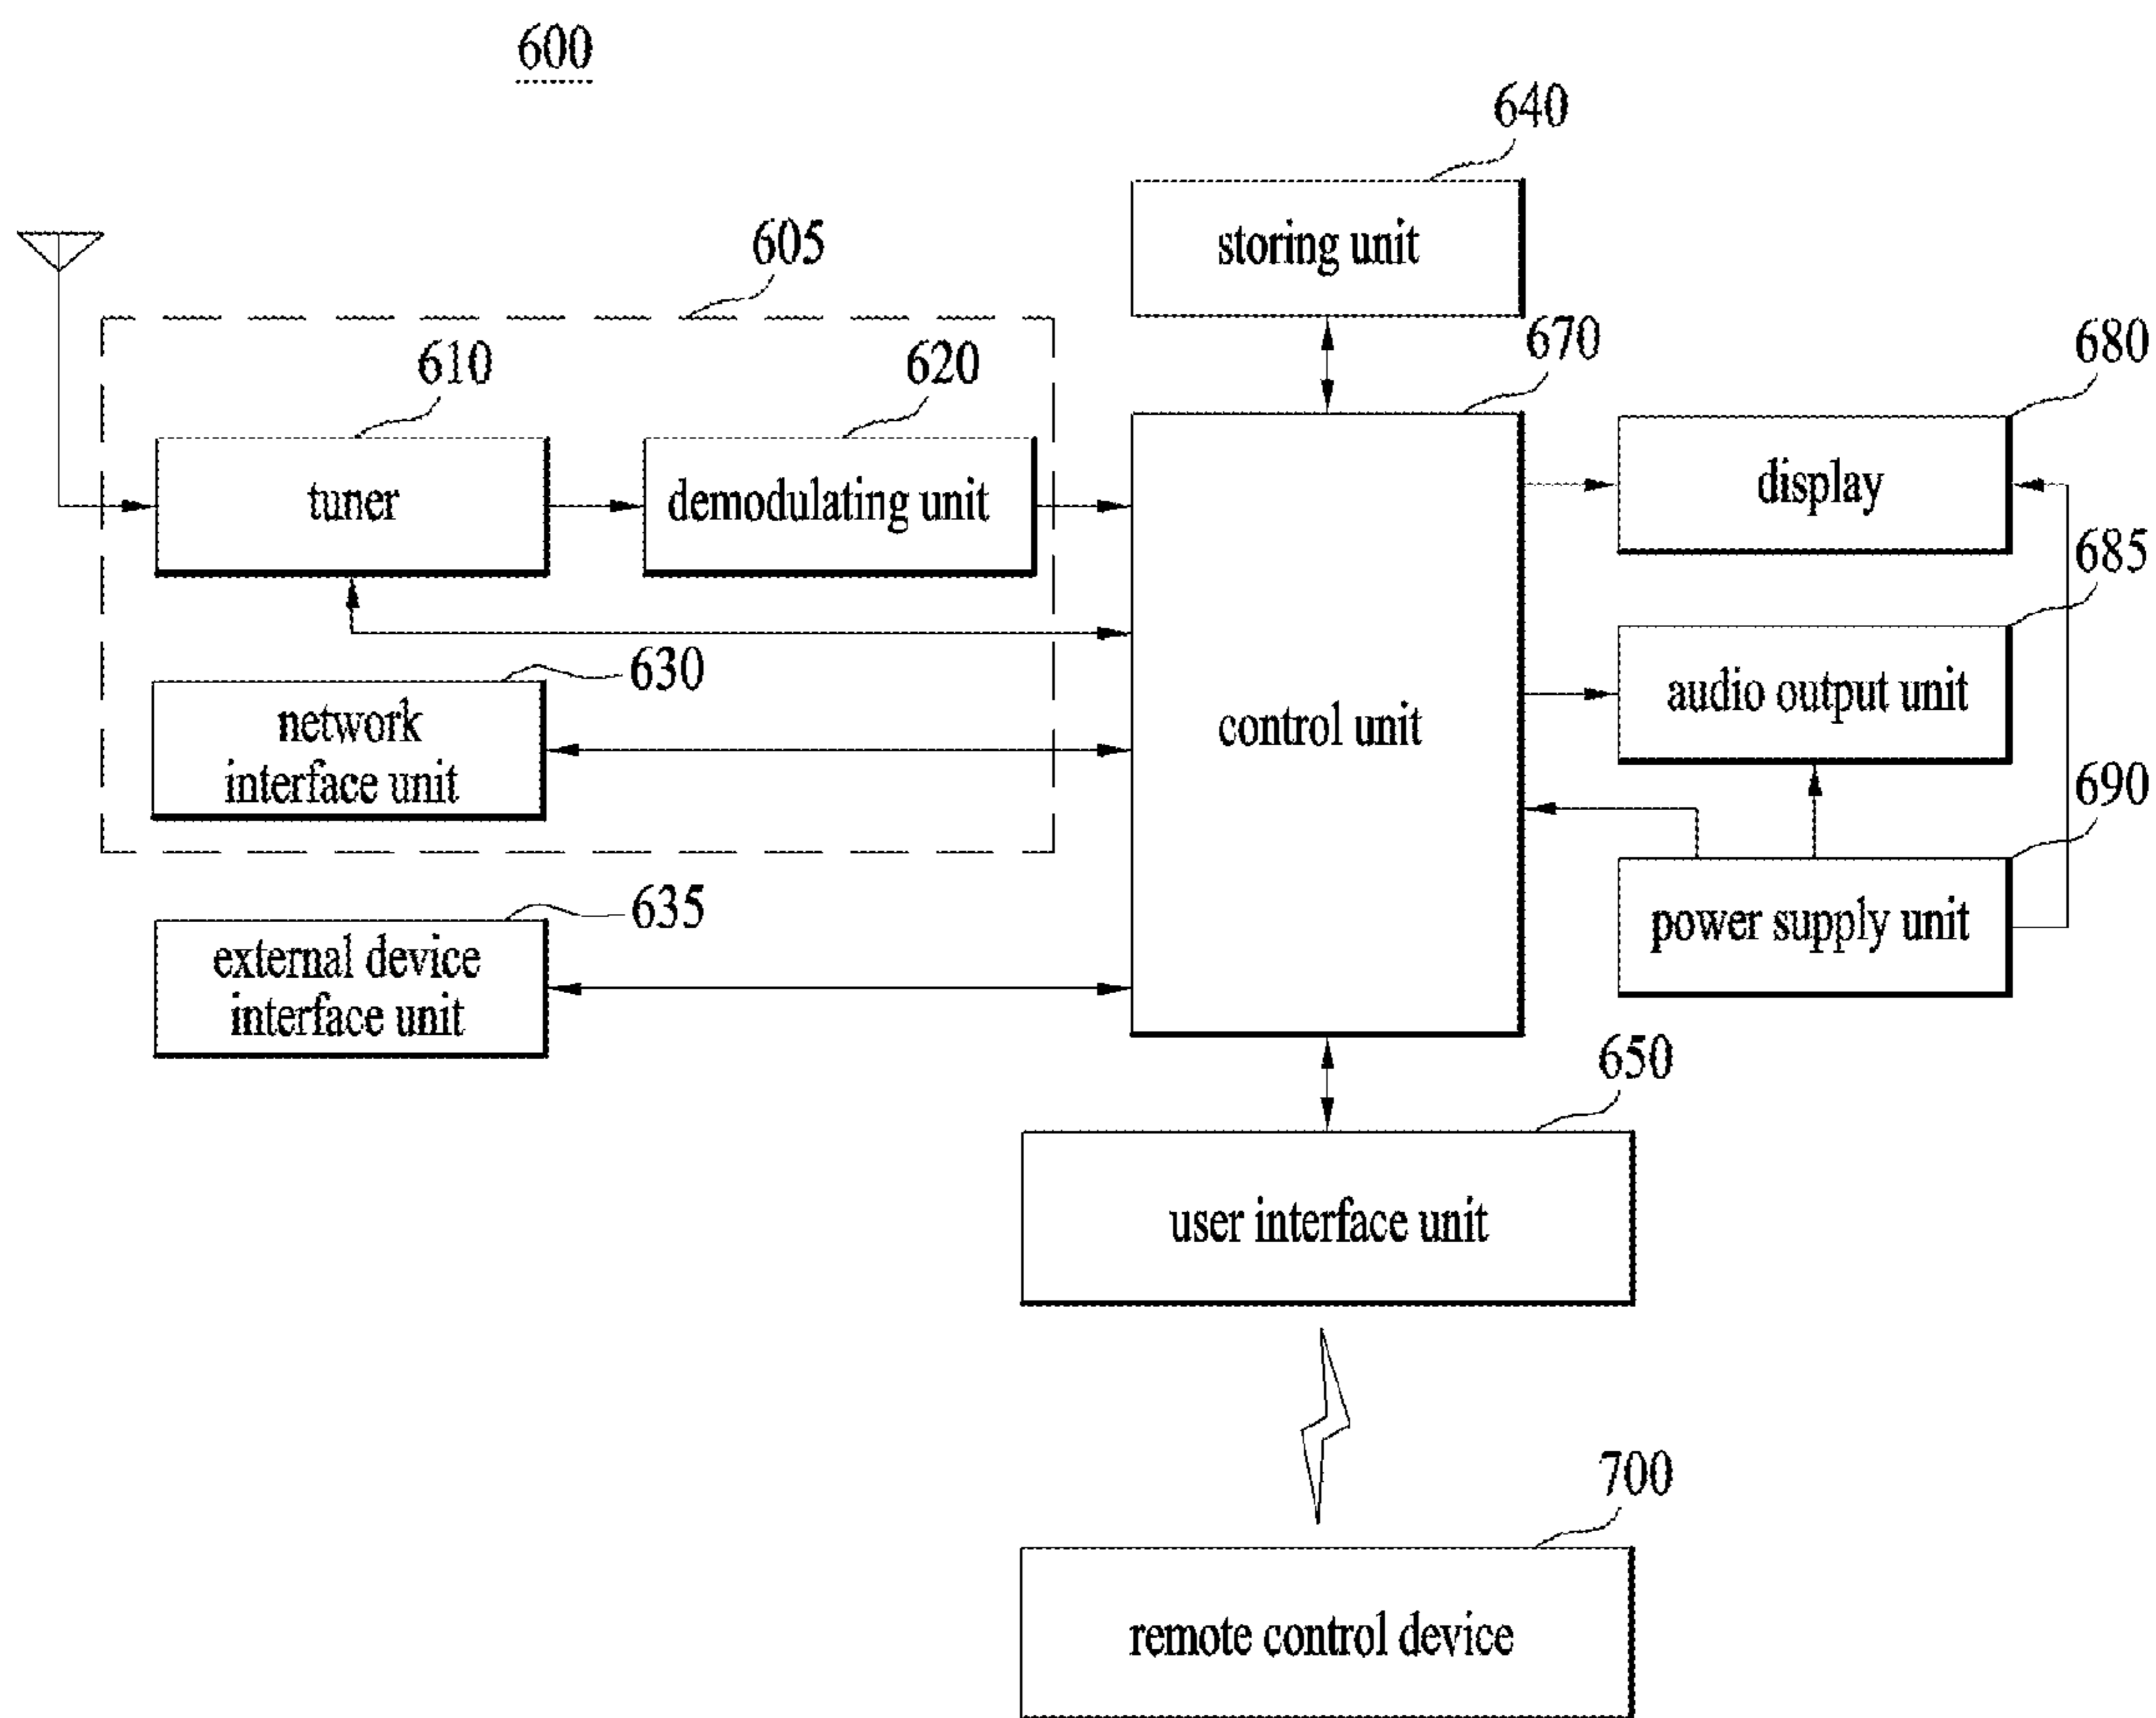 600
640
storing unit
605
670
680
610
620
tuner
demodulating unit
display
685
630
network
interface unit
control unit
audio output unit
690
635
external device
interface unit
power supply unit
650
user interface unit
700
remote control device